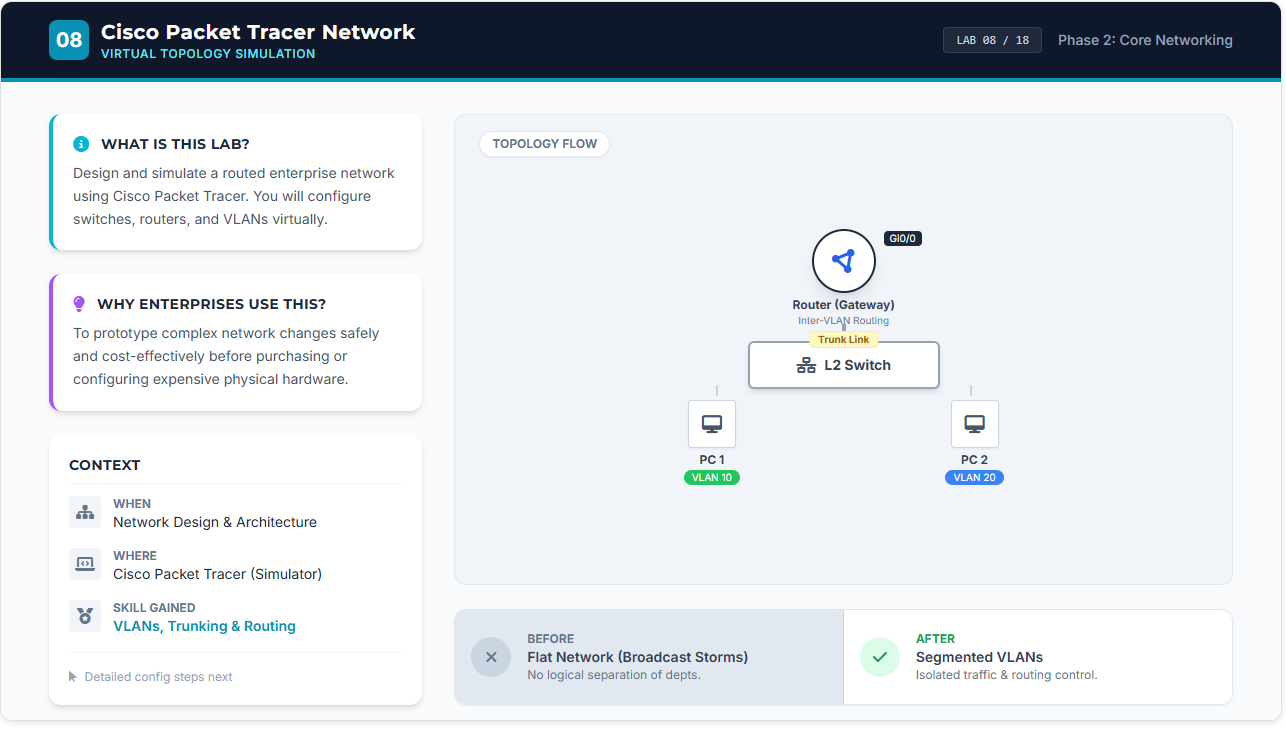 08
Cisco Packet Tracer Network
VIRTUAL TOPOLOGY SIMULATION
LAB 08 / 18
Phase 2: Core Networking
WHAT IS THIS LAB?
Design and simulate a routed enterprise network
using Cisco Packet Tracer. You will configure
switches, routers, and VLANs virtually.
WHY ENTERPRISES USE THIS?
To prototype complex network changes safely
and cost-effectively before purchasing or
configuring expensive physical hardware.
CONTEXT
WHEN
Network Design & Architecture
WHERE
Cisco Packet Tracer (Simulator)
SKILL GAINED
VLANs, Trunking & Routing
Detailed config steps next
TOPOLOGY FLOW
Gi0/0
Router (Gateway)
Inter-VLAN Routing
Trunk Link
L2 Switch
PC 1
VLAN 10
PC 2
VLAN 20
BEFORE
Flat Network (Broadcast Storms)
No logical separation of depts.
AFTER
Segmented VLANs
Isolated traffic & routing control.